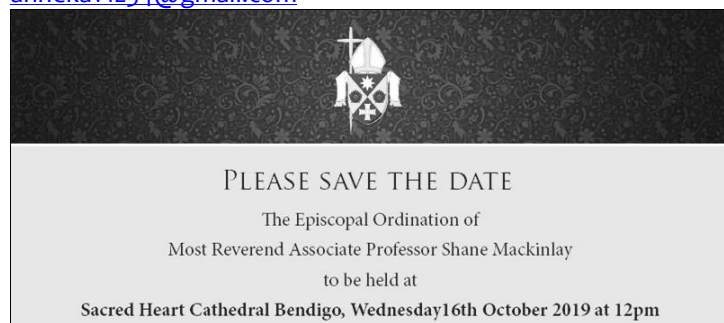 PLEASE SAVE THE DATE
The Episcopal Ordination of
Most Reverend Associate Professor Shane Mackinlay
to be held at
Sacred Heart Cathedral Bendigo, Wednesday16th October 2019 at 12pm